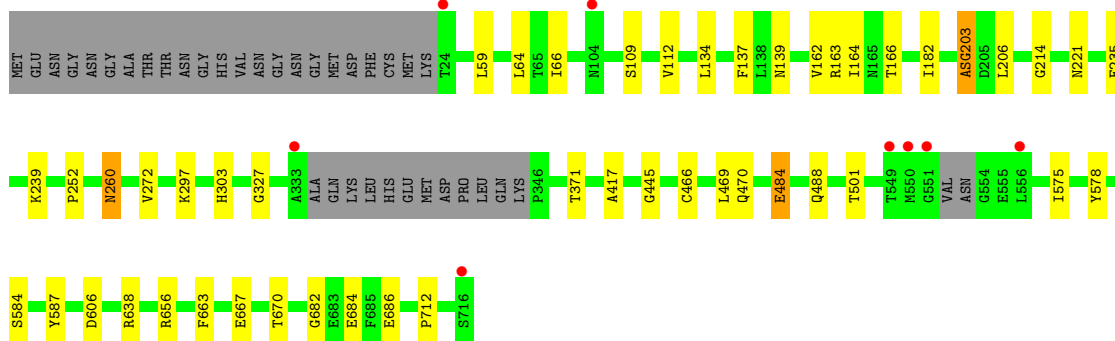 MET GLU ASN GLY ASN GLY ALA THR THR ASN GLY HIS VAL ASN GLY ASN GLY MET ASP PHE CYS MET LYS T24 L59 L64 T65 I66 N104 S109 V112 L134 F137 L138 N139 V162 R163 I164 N165 T166 I182 ASG203 D205 L206 G214 N221
K239 P252 N260 V272 K297 H303 G327 A333 ALA GLN LYS LEU HIS GLU MET ASP PRO LEU GLN LYS P346 T371 A417 G445 C466 L469 Q470 E484 Q488 T501 T549 M550 G551 VAL ASN G554 E555 L556 I575 Y578
S584 Y587 D606 R638 R656 F663 E667 T670 G682 E683 E684 F685 E686 P712 S716